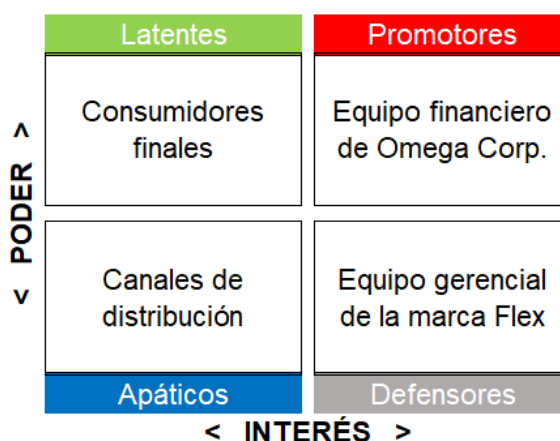 Latentes
Promotores
Consumidores
finales
Equipo financiero
de Omega Corp.
< PODER >
Canales de
distribución
Equipo gerencial
de la marca Flex
Apáticos
Defensores
< INTERÉS >